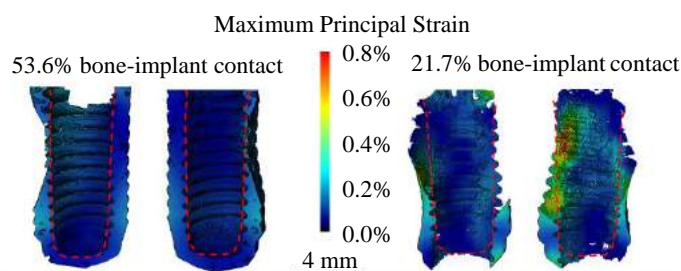 Maximum Principal Strain
53.6% bone-implant contact
21.7% bone-implant contact
0.8%
0.6%
0.4%
0.2%
0.0%
4 mm